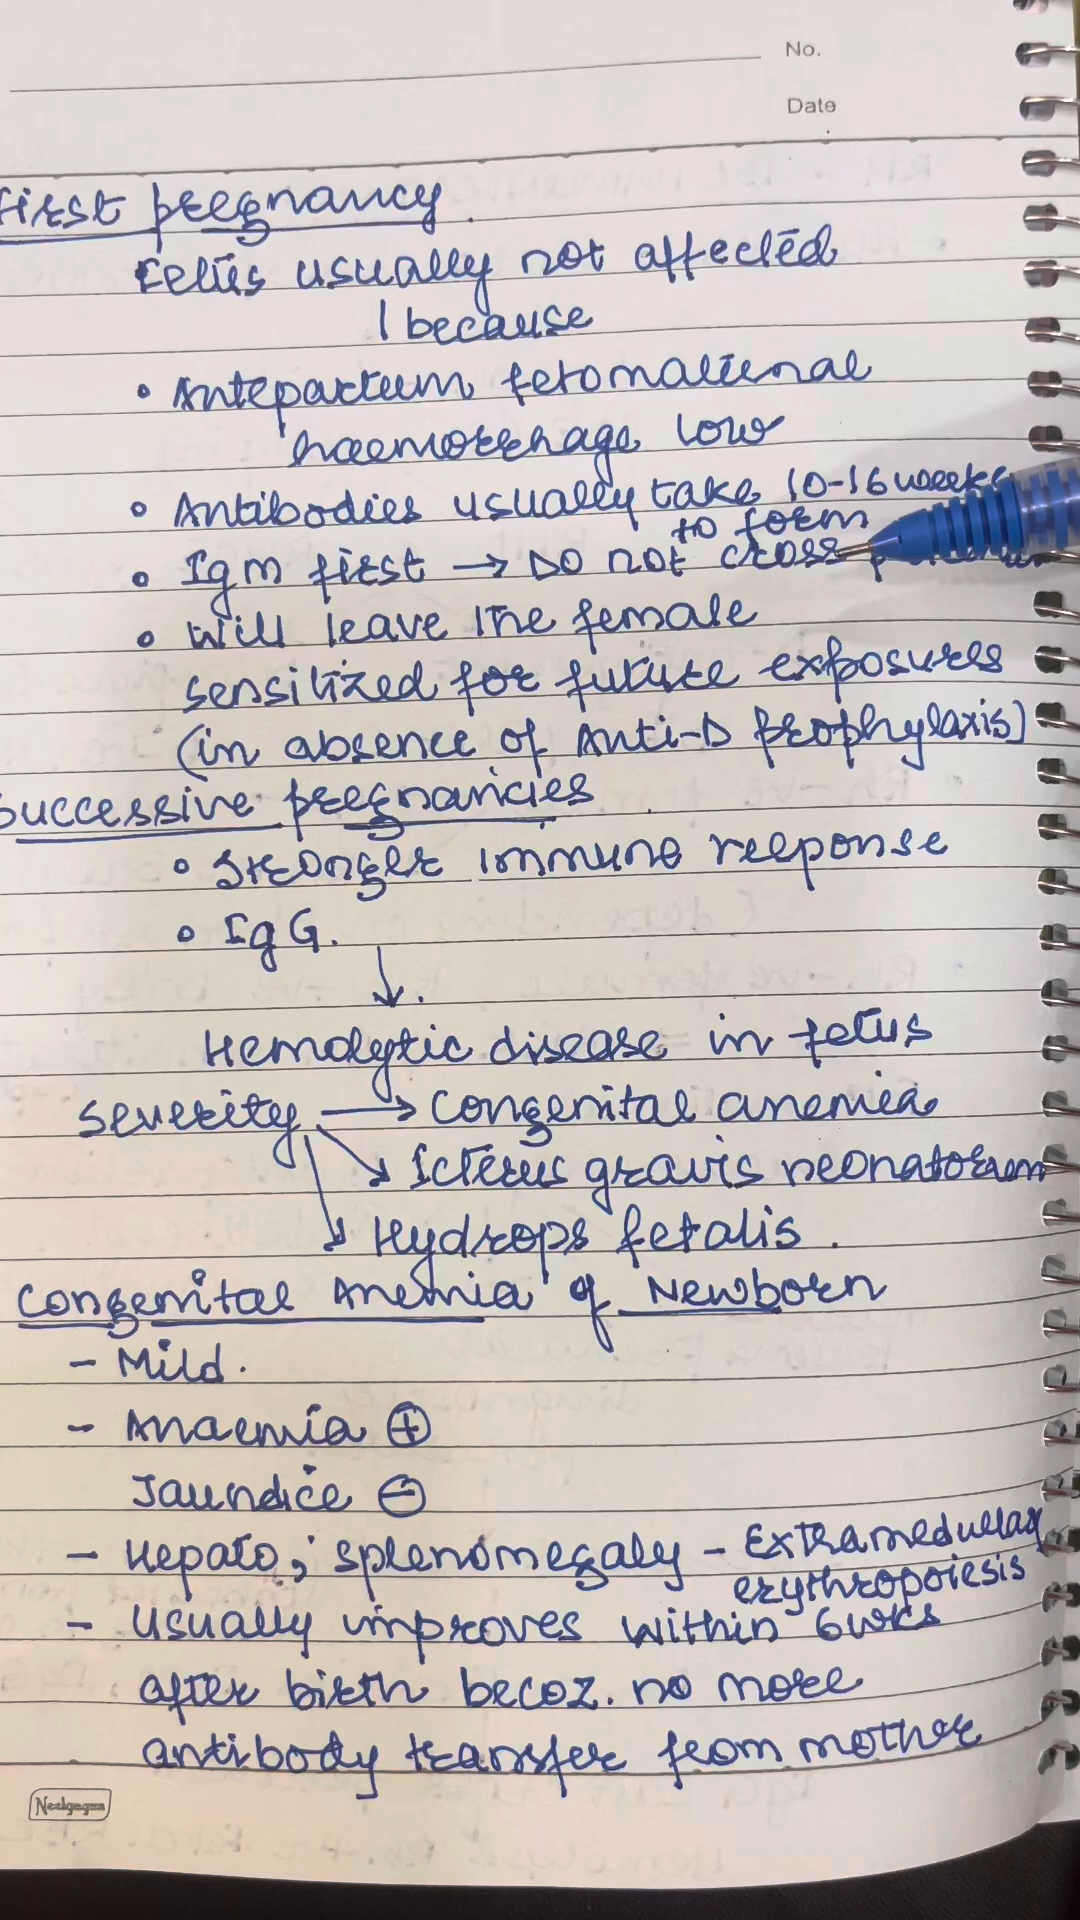 No.
Date
First pregnancy.
Fetus usually not affected
because
• Antepartum fetomaternal
haemorrhage low
• Antibodies usually take 10-16 weeks
to form
• IgM first → Do not cross
• Will leave the female
sensitized for future exposures
(in absence of Anti-D prophylaxis)
Successive pregnancies
• Stronger immune response
• IgG.
↓
Hemolytic disease in fetus
Severity → Congenital anemia
↘ Icterus gravis neonatorum
↓ Hydrops fetalis.
Congenital Anemia of Newborn
- Mild.
- Anaemia ⊕
Jaundice ⊖
- Hepato, splenomegaly - Extramedullary
erythropoiesis
- Usually improves within 6wks
after birth becoz. no more
antibody transfer from mother
Neelgagan